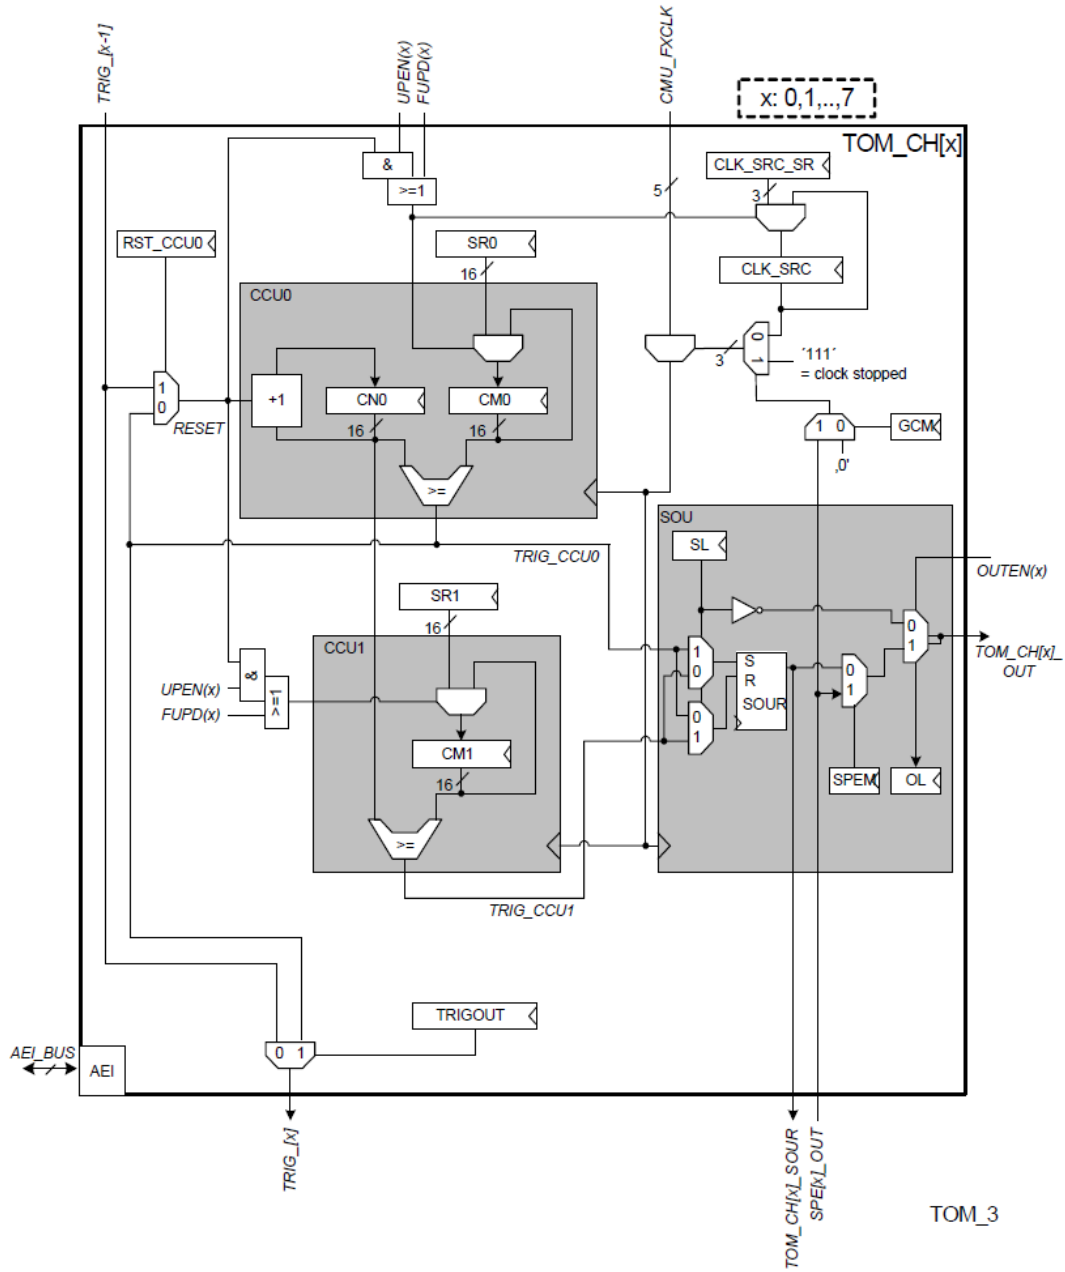 TRIG_[x-1]
UPEN(x)
FUPD(x)
CMU_FXCLK
x: 0,1,..,7
TOM_CH[x]
&
>=1
5
CLK_SRC_SR
3
RST_CCU0
SR0
16
CLK_SRC
CCU0
0
1
3
´111´
= clock stopped
1
0
RESET
+1
CN0
CM0
16
16
1 0
GCM
‚0'
>=
SOU
SL
TRIG_CCU0
OUTEN(x)
SR1
16
CCU1
0
1
TOM_CH[x]_
OUT
1
0
S
R
SOUR
0
1
&
>=1
UPEN(x)
FUPD(x)
0
1
CM1
16
SPEM
OL
>=
TRIG_CCU1
TRIGOUT
0 1
AEI_BUS
AEI
TRIG_[x]
TOM_CH[x]_SOUR
SPE[x]_OUT
TOM_3